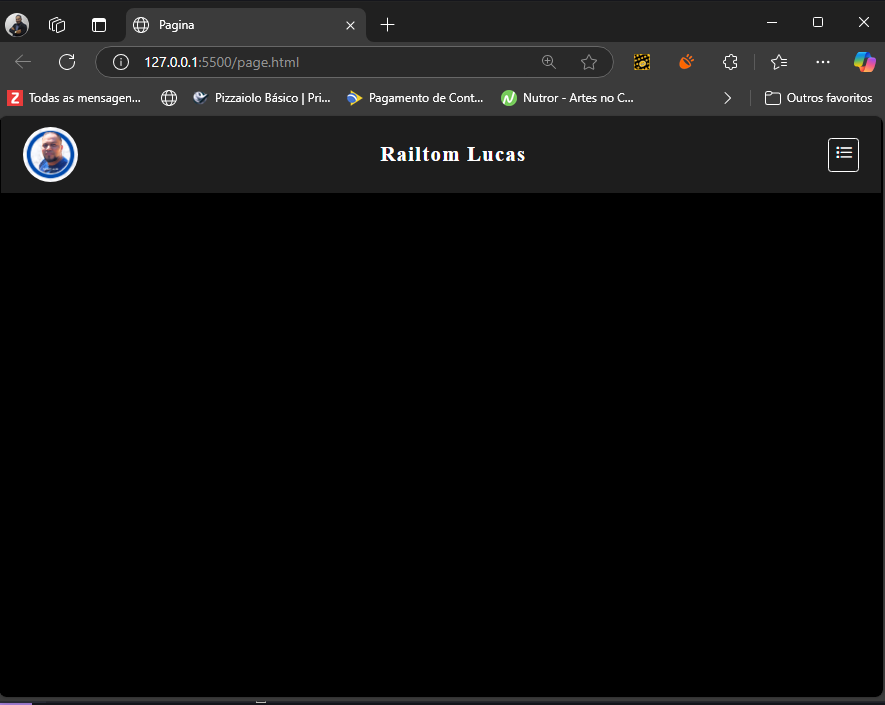 Pagina
127.0.0.1:5500/page.html
Z Todas as mensagen... Pizzaiolo Básico | Pri... Pagamento de Cont... N Nutror - Artes no C... Outros favoritos
Railtom Lucas